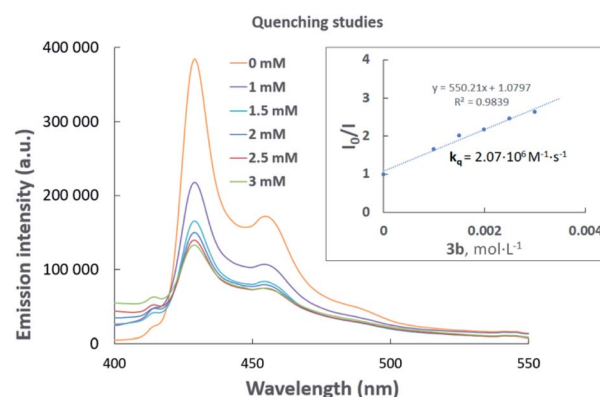 Quenching studies
400 000
300 000
200 000
100 000
0
400
450
500
550
Emission intensity (a.u.)
Wavelength (nm)
0 mM
1 mM
1.5 mM
2 mM
2.5 mM
3 mM
4
3
2
1
0
0
0.002
0.004
I₀/I
3b, mol·L⁻¹
y = 550.21x + 1.0797
R² = 0.9839
kq = 2.07·10⁶ M⁻¹·s⁻¹